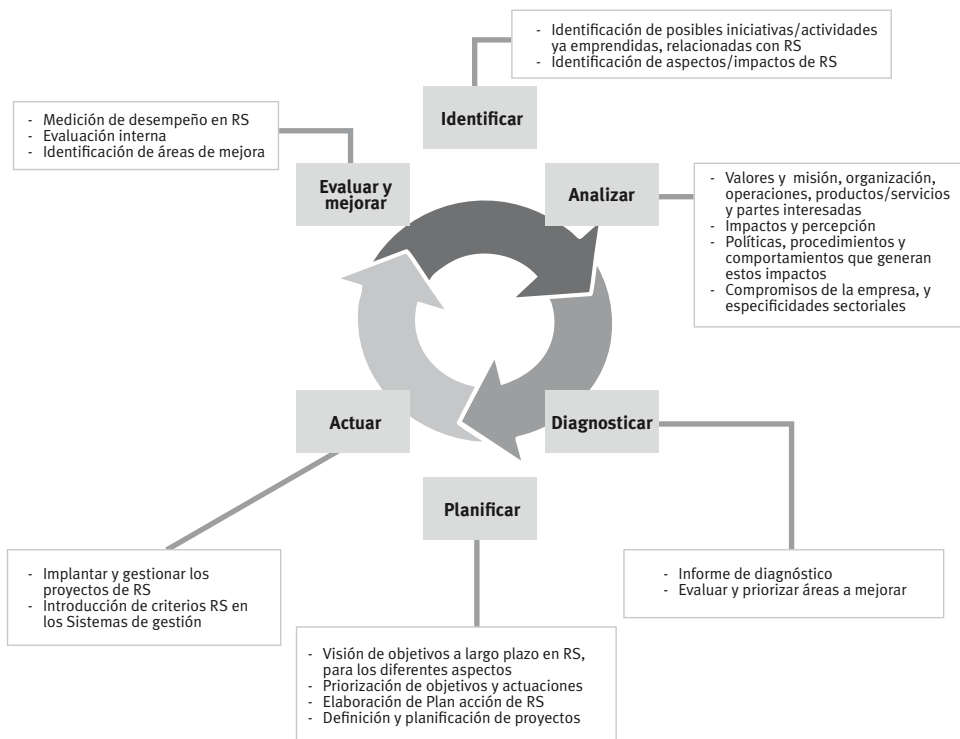 - Identificación de posibles iniciativas/actividades
ya emprendidas, relacionadas con RS
- Identificación de aspectos/impactos de RS
Identificar
- Medición de desempeño en RS
- Evaluación interna
- Identificación de áreas de mejora
Evaluar y
mejorar
Analizar
- Valores y misión, organización,
operaciones, productos/servicios
y partes interesadas
- Impactos y percepción
- Políticas, procedimientos y
comportamientos que generan
estos impactos
- Compromisos de la empresa, y
especificidades sectoriales
Actuar
Diagnosticar
Planificar
- Implantar y gestionar los
proyectos de RS
- Introducción de criterios RS en
los Sistemas de gestión
- Informe de diagnóstico
- Evaluar y priorizar áreas a mejorar
- Visión de objetivos a largo plazo en RS,
para los diferentes aspectos
- Priorización de objetivos y actuaciones
- Elaboración de Plan acción de RS
- Definición y planificación de proyectos